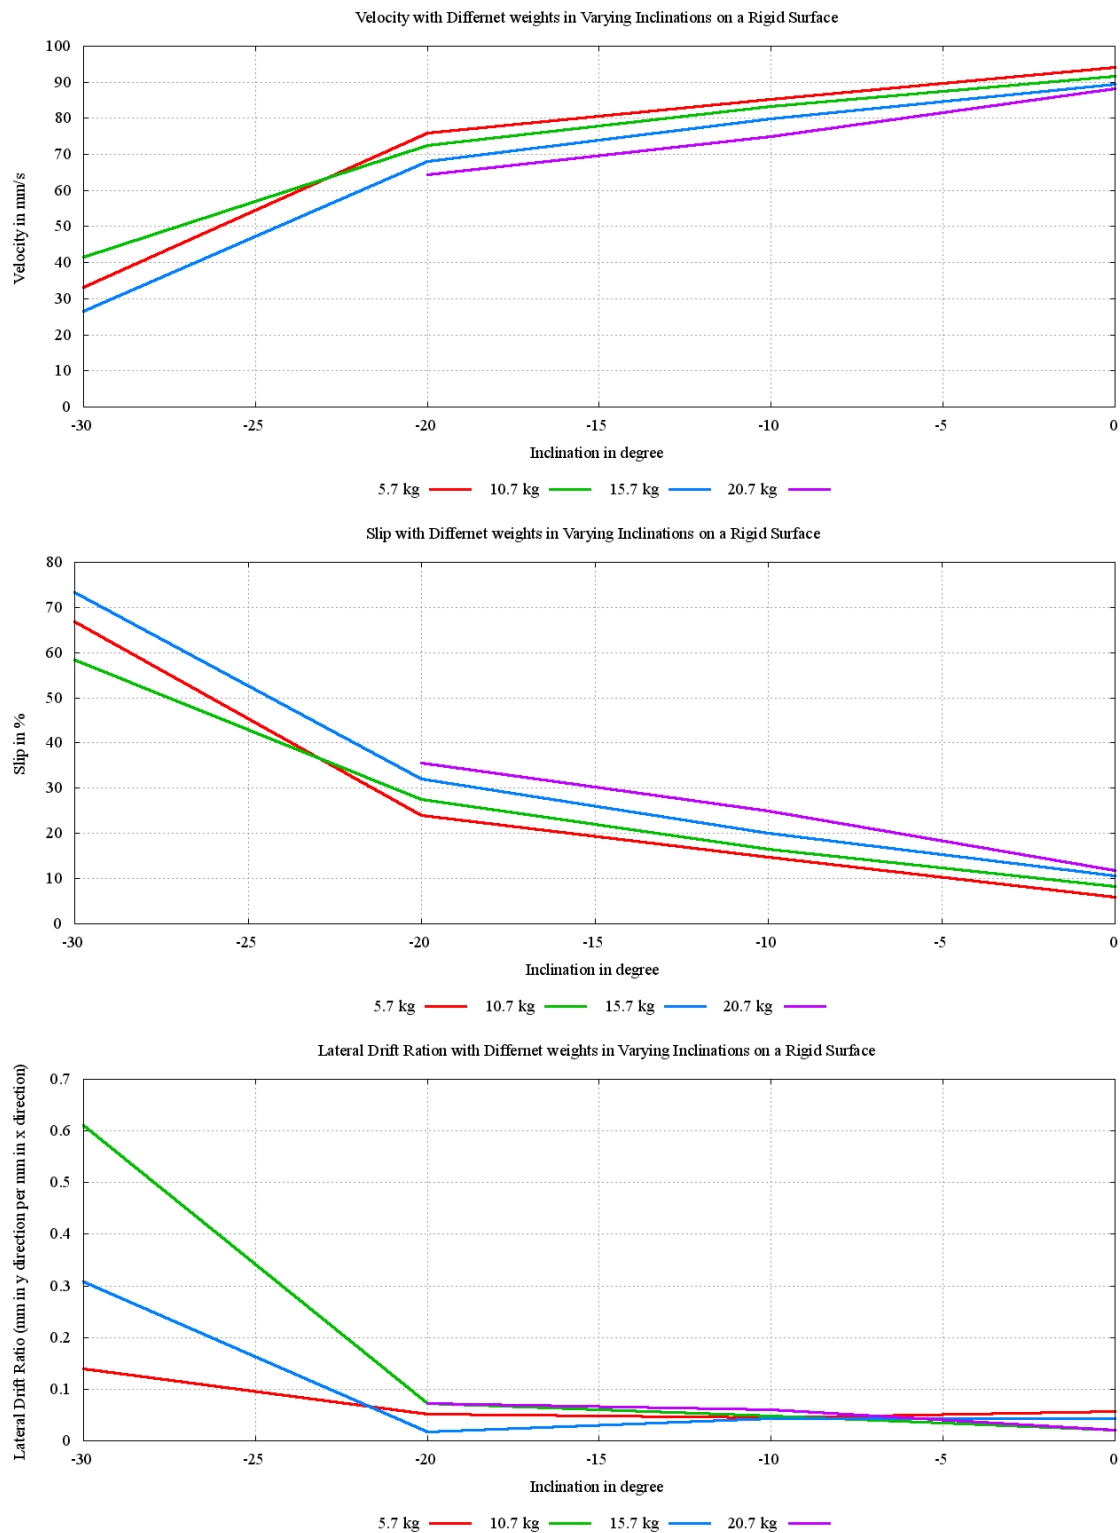 Velocity with Differnet weights in Varying Inclinations on a Rigid Surface
100
90
80
70
60
50
40
30
20
10
0
Velocity in mm/s
-30 -25 -20 -15 -10 -5 0
Inclination in degree
5.7 kg 10.7 kg 15.7 kg 20.7 kg
Slip with Differnet weights in Varying Inclinations on a Rigid Surface
80
70
60
50
40
30
20
10
0
Slip in %
-30 -25 -20 -15 -10 -5 0
Inclination in degree
5.7 kg 10.7 kg 15.7 kg 20.7 kg
Lateral Drift Ration with Differnet weights in Varying Inclinations on a Rigid Surface
0.7
0.6
0.5
0.4
0.3
0.2
0.1
0
Lateral Drift Ratio (mm in y direction per mm in x direction)
-30 -25 -20 -15 -10 -5 0
Inclination in degree
5.7 kg 10.7 kg 15.7 kg 20.7 kg